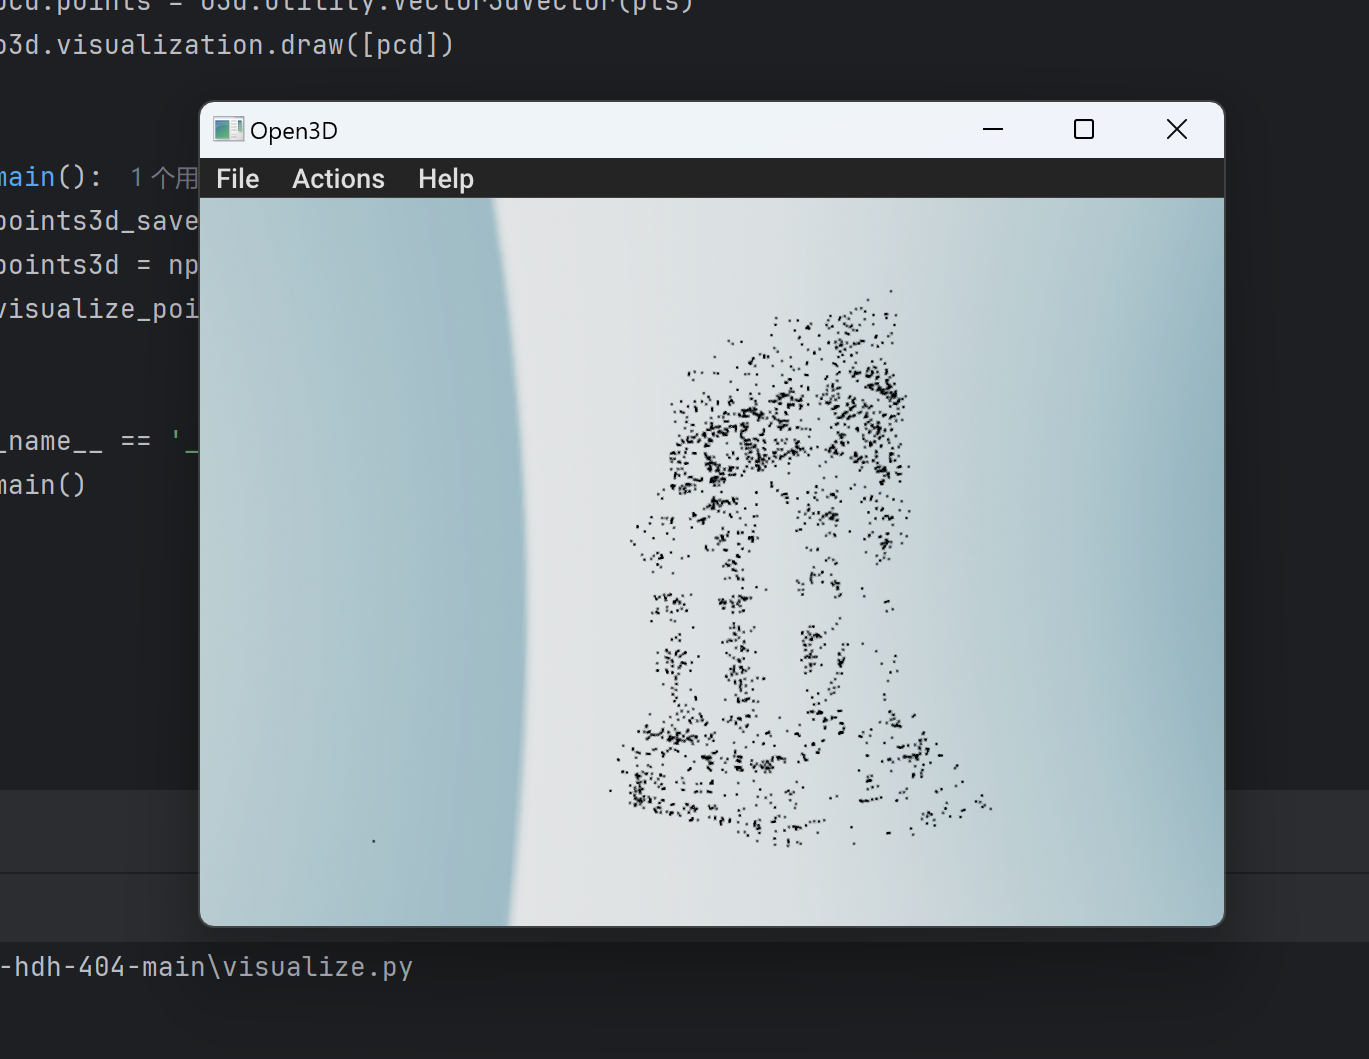 pcd.points = o3d.utility.Vector3dVector(pts)
o3d.visualization.draw([pcd])
Open3D
File Actions Help
main(): 1 个用
points3d_save
points3d = np
visualize_poi
_name__ == '_
main()
-hdh-404-main\visualize.py